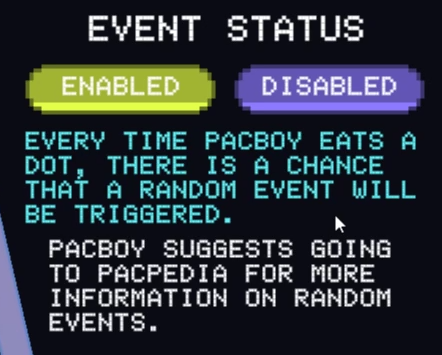 EVENT STATUS
ENABLED DISABLED
EVERY TIME PACBOY EATS A
DOT, THERE IS A CHANCE
THAT A RANDOM EVENT WILL
BE TRIGGERED.
PACBOY SUGGESTS GOING
TO PACPEDIA FOR MORE
INFORMATION ON RANDOM
EVENTS.